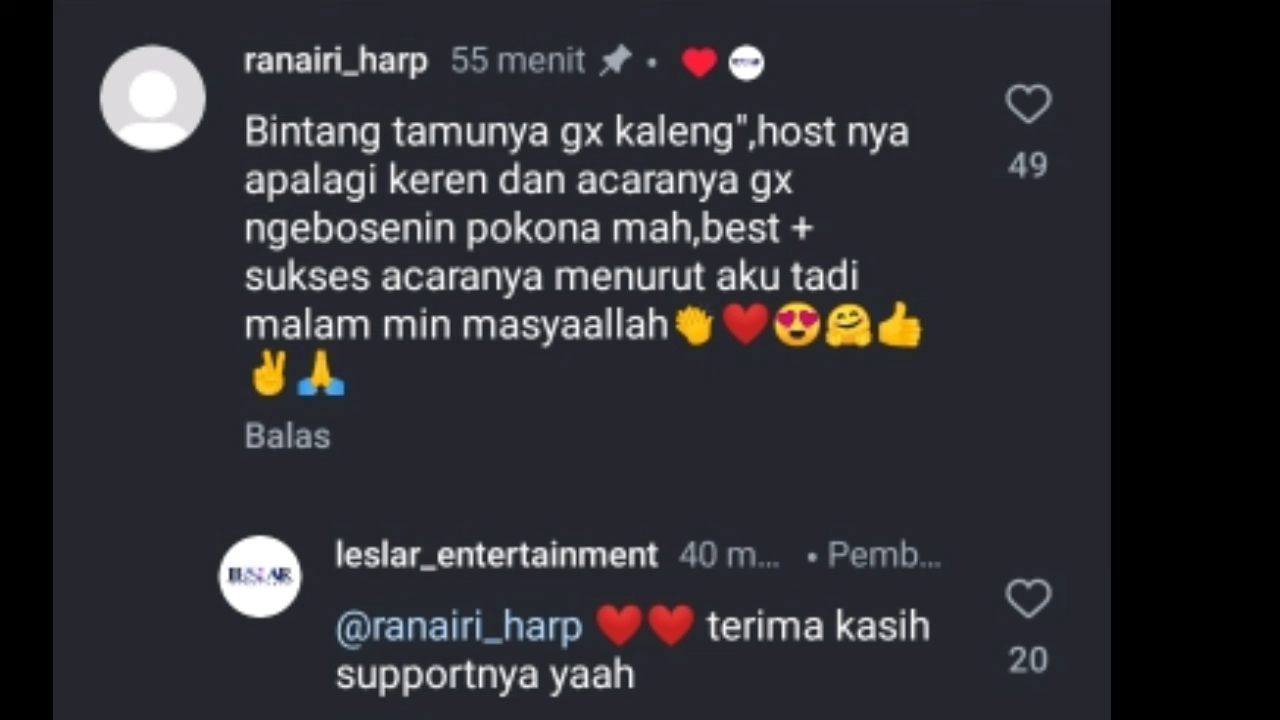 ranairi_harp 55 menit 📌 • ❤️
Bintang tamunya gx kaleng",host nya
apalagi keren dan acaranya gx
ngebosenin pokona mah,best +
sukses acaranya menurut aku tadi
malam min masyaallah👏❤️😍🤗👍
✌️🙏
49
Balas
leslar_entertainment 40 m... • Pemb...
LESLAR
@ranairi_harp ❤️❤️ terima kasih
supportnya yaah
20